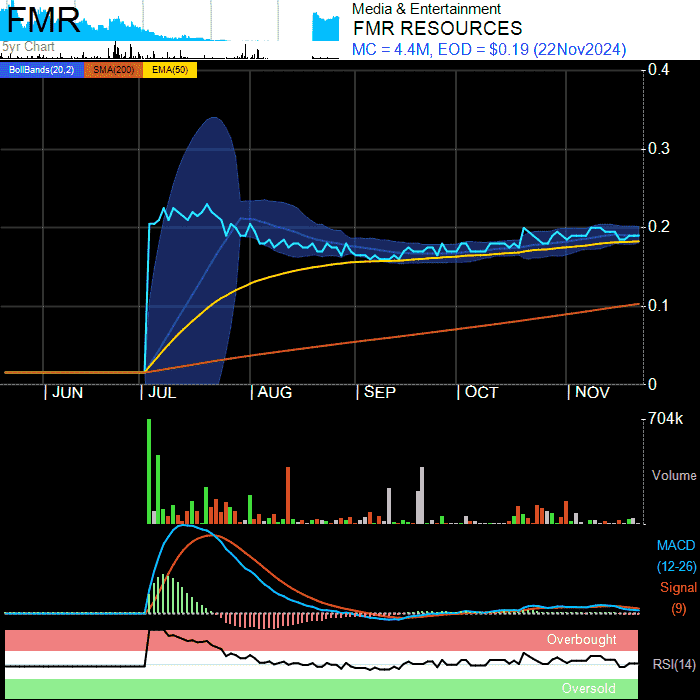 FMR
5yr Chart
Media & Entertainment
FMR RESOURCES
MC = 4.4M, EOD = $0.19 (22Nov2024)
BollBands(20,2) SMA(200) EMA(50)
0.4
0.3
0.2
0.1
0
JUN JUL AUG SEP OCT NOV
704k
Volume
MACD
(12-26)
Signal
(9)
Overbought
RSI(14)
Oversold